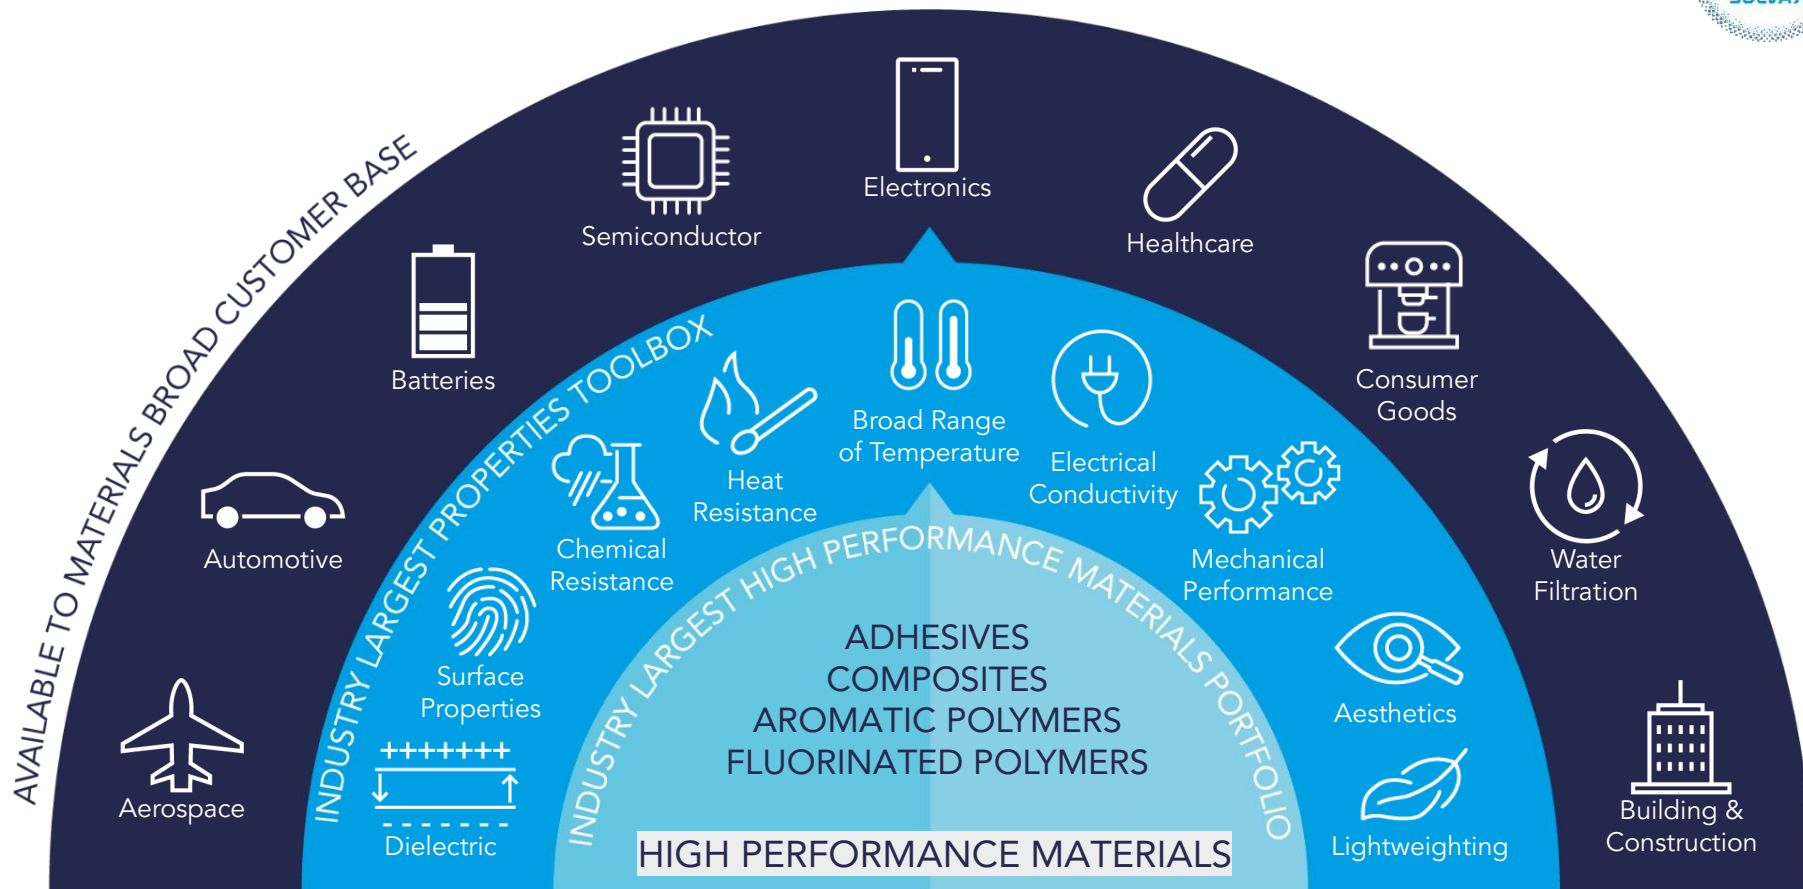 AVAILABLE TO MATERIALS BROAD CUSTOMER BASE
Aerospace
Automotive
Batteries
Semiconductor
Electronics
Healthcare
Consumer
Goods
Water
Filtration
Building &
Construction
INDUSTRY LARGEST PROPERTIES TOOLBOX
Dielectric
+++++++
- - - - - - -
Surface
Properties
Chemical
Resistance
Heat
Resistance
Broad Range
of Temperature
Electrical
Conductivity
Mechanical
Performance
Aesthetics
Lightweighting
INDUSTRY LARGEST HIGH PERFORMANCE MATERIALS PORTFOLIO
ADHESIVES
COMPOSITES
AROMATIC POLYMERS
FLUORINATED POLYMERS
HIGH PERFORMANCE MATERIALS